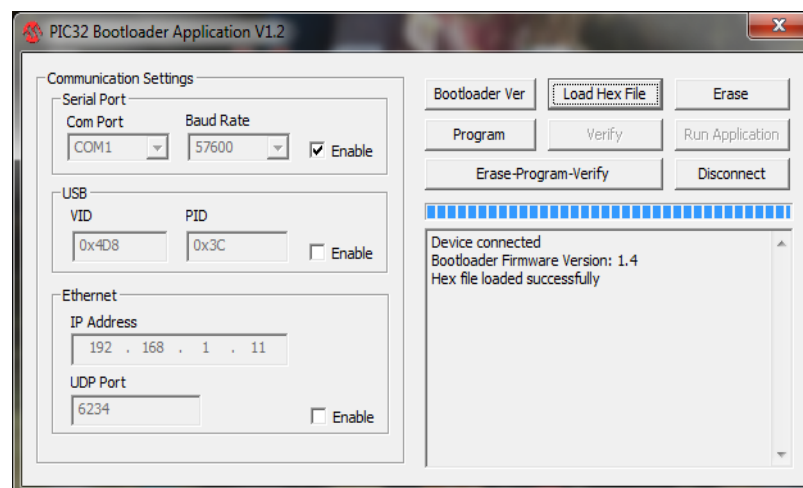 PIC32 Bootloader Application V1.2
Communication Settings
Serial Port
Com Port Baud Rate
COM1 57600 Enable
USB
VID PID
0x4D8 0x3C Enable
Ethernet
IP Address
192 . 168 . 1 . 11
UDP Port
6234 Enable
Bootloader Ver Load Hex File Erase
Program Verify Run Application
Erase-Program-Verify Disconnect
Device connected
Bootloader Firmware Version: 1.4
Hex file loaded successfully